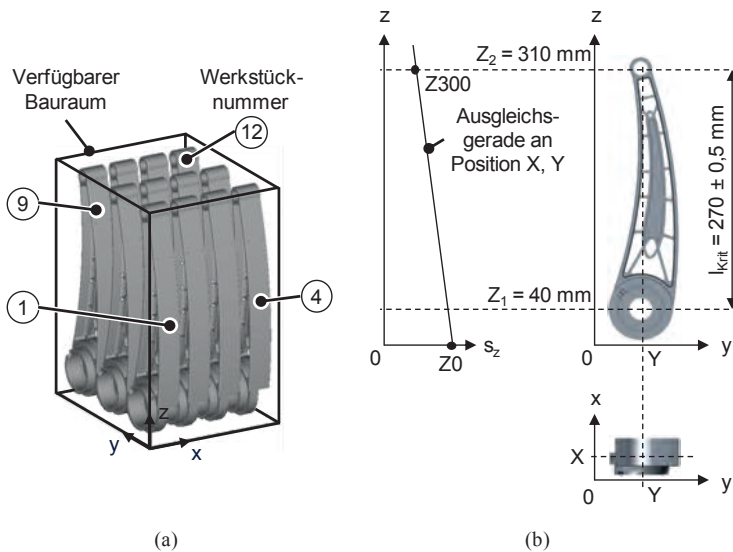 Verfügbarer
Bauraum
Werkstück-
nummer
12
9
1
4
z
y
x
(a)
z
Z₂ = 310 mm
z
Z300
Ausgleichs-
gerade an
Position X, Y
lKrit = 270 ± 0,5 mm
Z₁ = 40 mm
0
Z0
sz
0
Y
y
x
X
0
Y
y
(b)